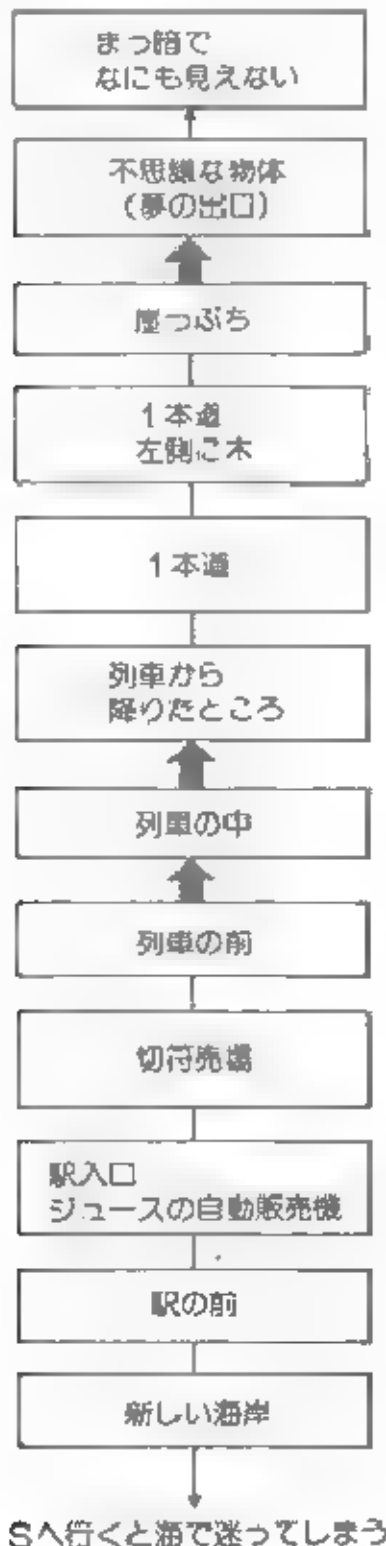 まっ暗で
なにも見えない
不思議な物体
(夢の出口)
崖っぷち
1本道
左側に木
1本道
列車から
降りたところ
列車の中
列車の前
切符売場
駅入口
ジュースの自動販売機
駅の前
新しい海岸
Sへ行くと海で迷ってしまう